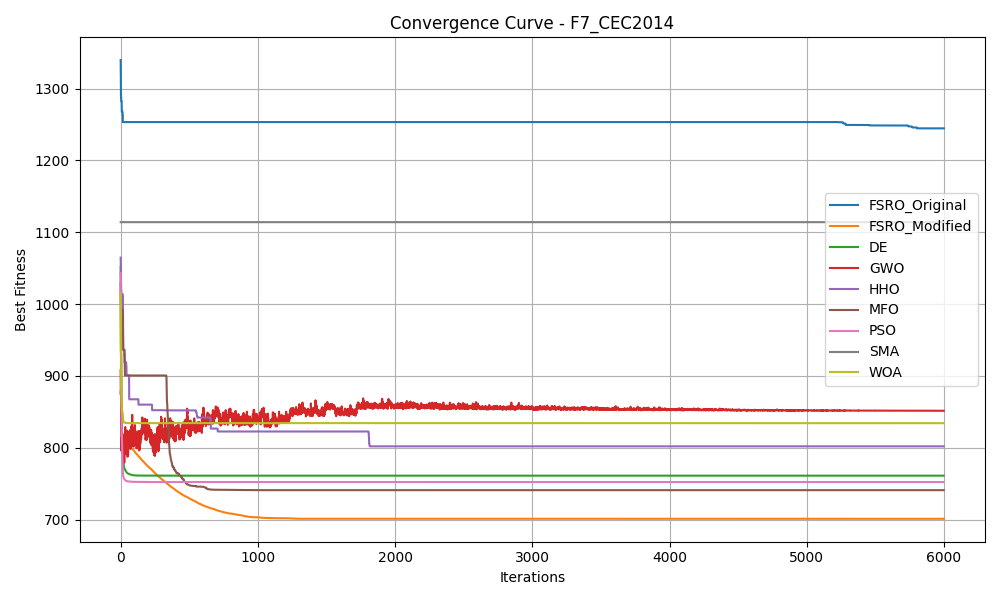 Convergence Curve - F7_CEC2014
Best Fitness
1300
1200
1100
1000
900
800
700
0
1000
2000
3000
4000
5000
6000
Iterations
FSRO_Original
FSRO_Modified
DE
GWO
HHO
MFO
PSO
SMA
WOA